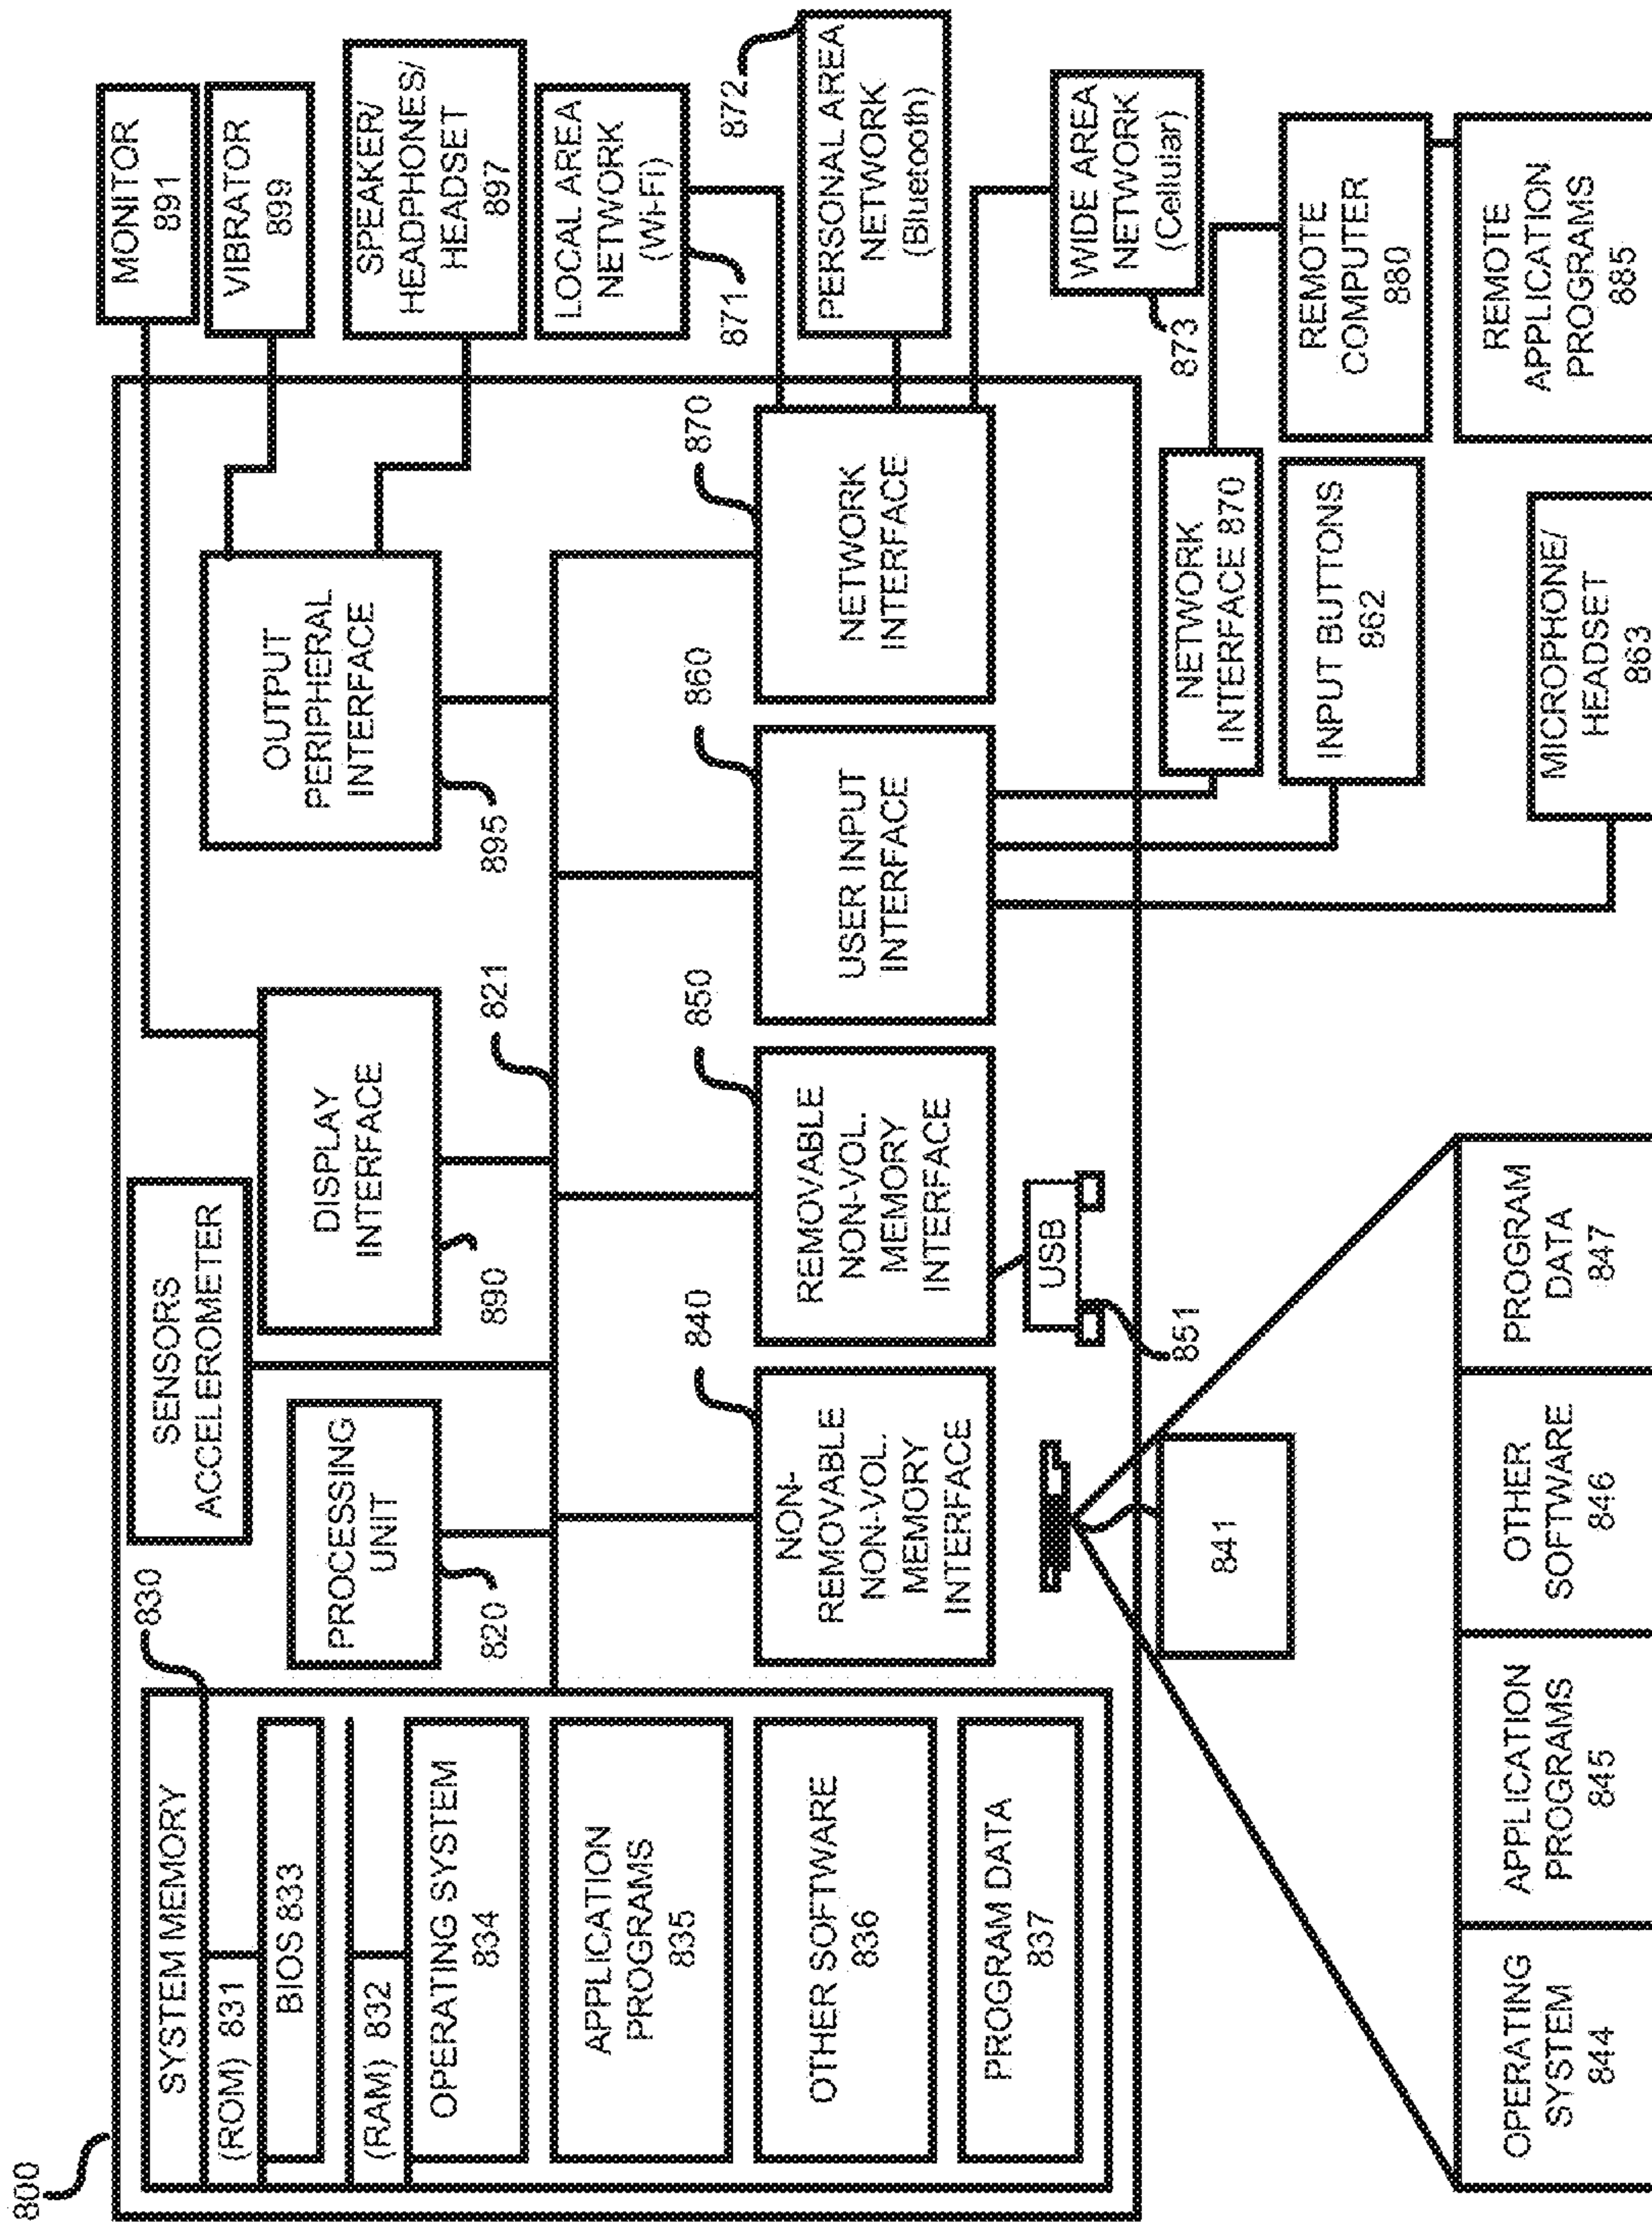 800
SYSTEM MEMORY
830
(ROM) 831
BIOS 833
(RAM) 832
OPERATING SYSTEM
834
APPLICATION
PROGRAMS
835
OTHER SOFTWARE
836
PROGRAM DATA
837
PROCESSING
UNIT
820
SENSORS
ACCELEROMETER
DISPLAY
INTERFACE
890
821
OUTPUT
PERIPHERAL
INTERFACE
895
MONITOR
891
VIBRATOR
899
SPEAKER/
HEADPHONES/
HEADSET
897
LOCAL AREA
NETWORK
(Wi-Fi)
871
872
PERSONAL AREA
NETWORK
(Bluetooth)
WIDE AREA
NETWORK
(Cellular)
873
840
NON-
REMOVABLE
NON-VOL.
MEMORY
INTERFACE
850
REMOVABLE
NON-VOL.
MEMORY
INTERFACE
860
USER INPUT
INTERFACE
870
NETWORK
INTERFACE
USB
851
841
NETWORK
INTERFACE 870
INPUT BUTTONS
862
MICROPHONE/
HEADSET
863
REMOTE
COMPUTER
880
REMOTE
APPLICATION
PROGRAMS
885
OPERATING
SYSTEM
844
APPLICATION
PROGRAMS
845
OTHER
SOFTWARE
846
PROGRAM
DATA
847